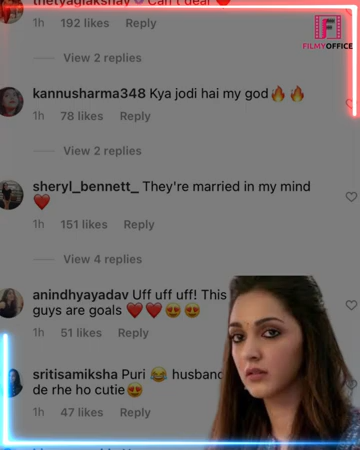 thetyagiakshay Can't deal
1h 192 likes Reply
FILMYOFFICE
View 2 replies
kannusharma348 Kya jodi hai my god🔥🔥
1h 78 likes Reply
View 2 replies
sheryl_bennett_ They're married in my mind
❤️
1h 151 likes Reply
View 4 replies
anindhyayadav Uff uff uff! This
guys are goals ❤️❤️😍😍
1h 51 likes Reply
sritisamiksha Puri 😂 husband
de rhe ho cutie😍
1h 47 likes Reply